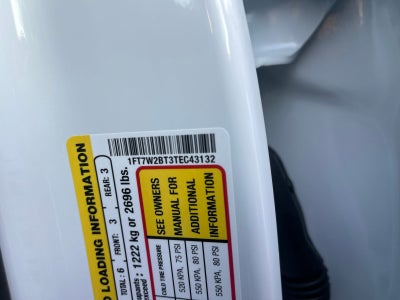 1FT7W2BT3TEC43132
LOADING INFORMATION
TOTAL: 6 FRONT: 3 REAR: 3
1222 kg or 2696 lbs.
COLD TIRE PRESSURE
520 KPA, 75 PSI
550 KPA, 80 PSI
550 KPA, 80 PSI
SEE OWNERS
MANUAL FOR
ADDITIONAL
INFORMATION